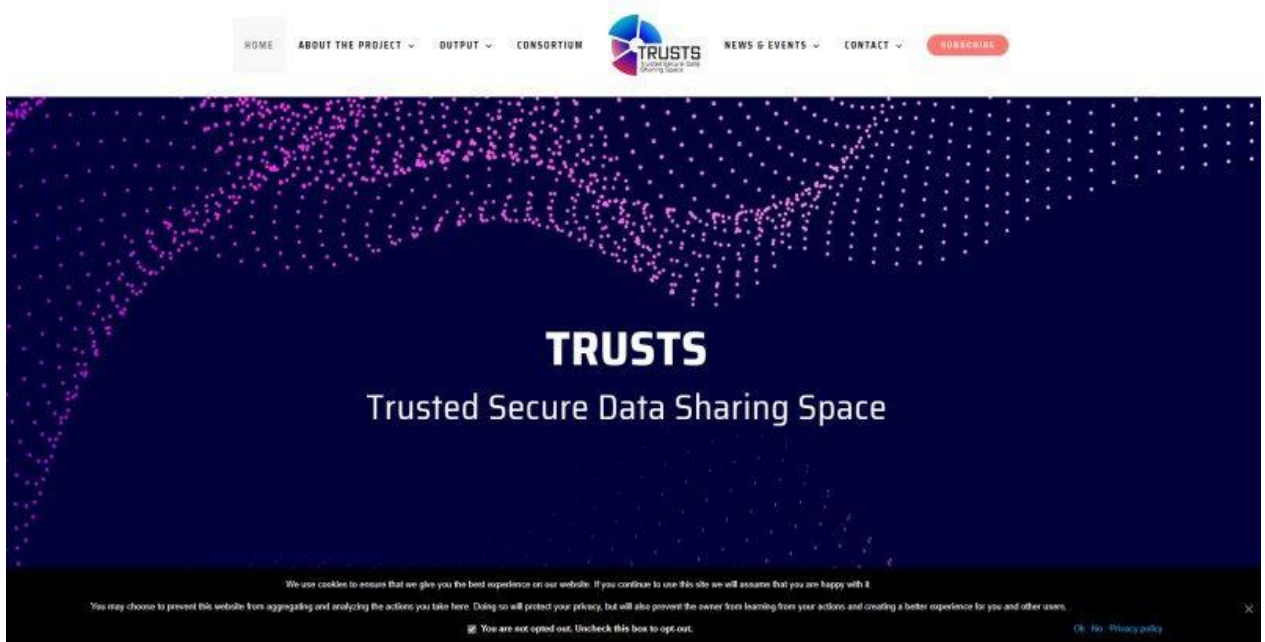 HOME ABOUT THE PROJECT OUTPUT CONSORTIUM TRUSTS NEWS & EVENTS CONTACT SUBSCRIBE
Trusted Secure Data
Sharing Space
TRUSTS
Trusted Secure Data Sharing Space
We use cookies to ensure that we give you the best experience on our website. If you continue to use this site we will assume that you are happy with it.
You may choose to prevent this website from aggregating and analyzing the actions you take here. Doing so will protect your privacy, but will also prevent the owner from learning from your actions and creating a better experience for you and other users.
You are not opted out. Uncheck this box to opt-out.
Ok No Privacy policy